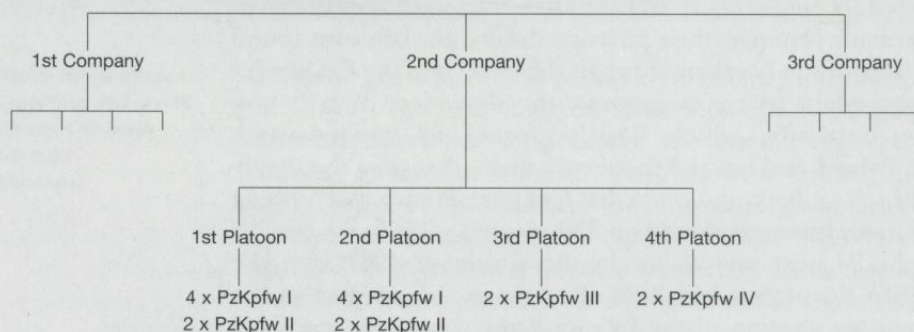 1st Company 2nd Company 3rd Company
1st Platoon 2nd Platoon 3rd Platoon 4th Platoon
4 x PzKpfw I 4 x PzKpfw I 2 x PzKpfw III 2 x PzKpfw IV
2 x PzKpfw II 2 x PzKpfw II